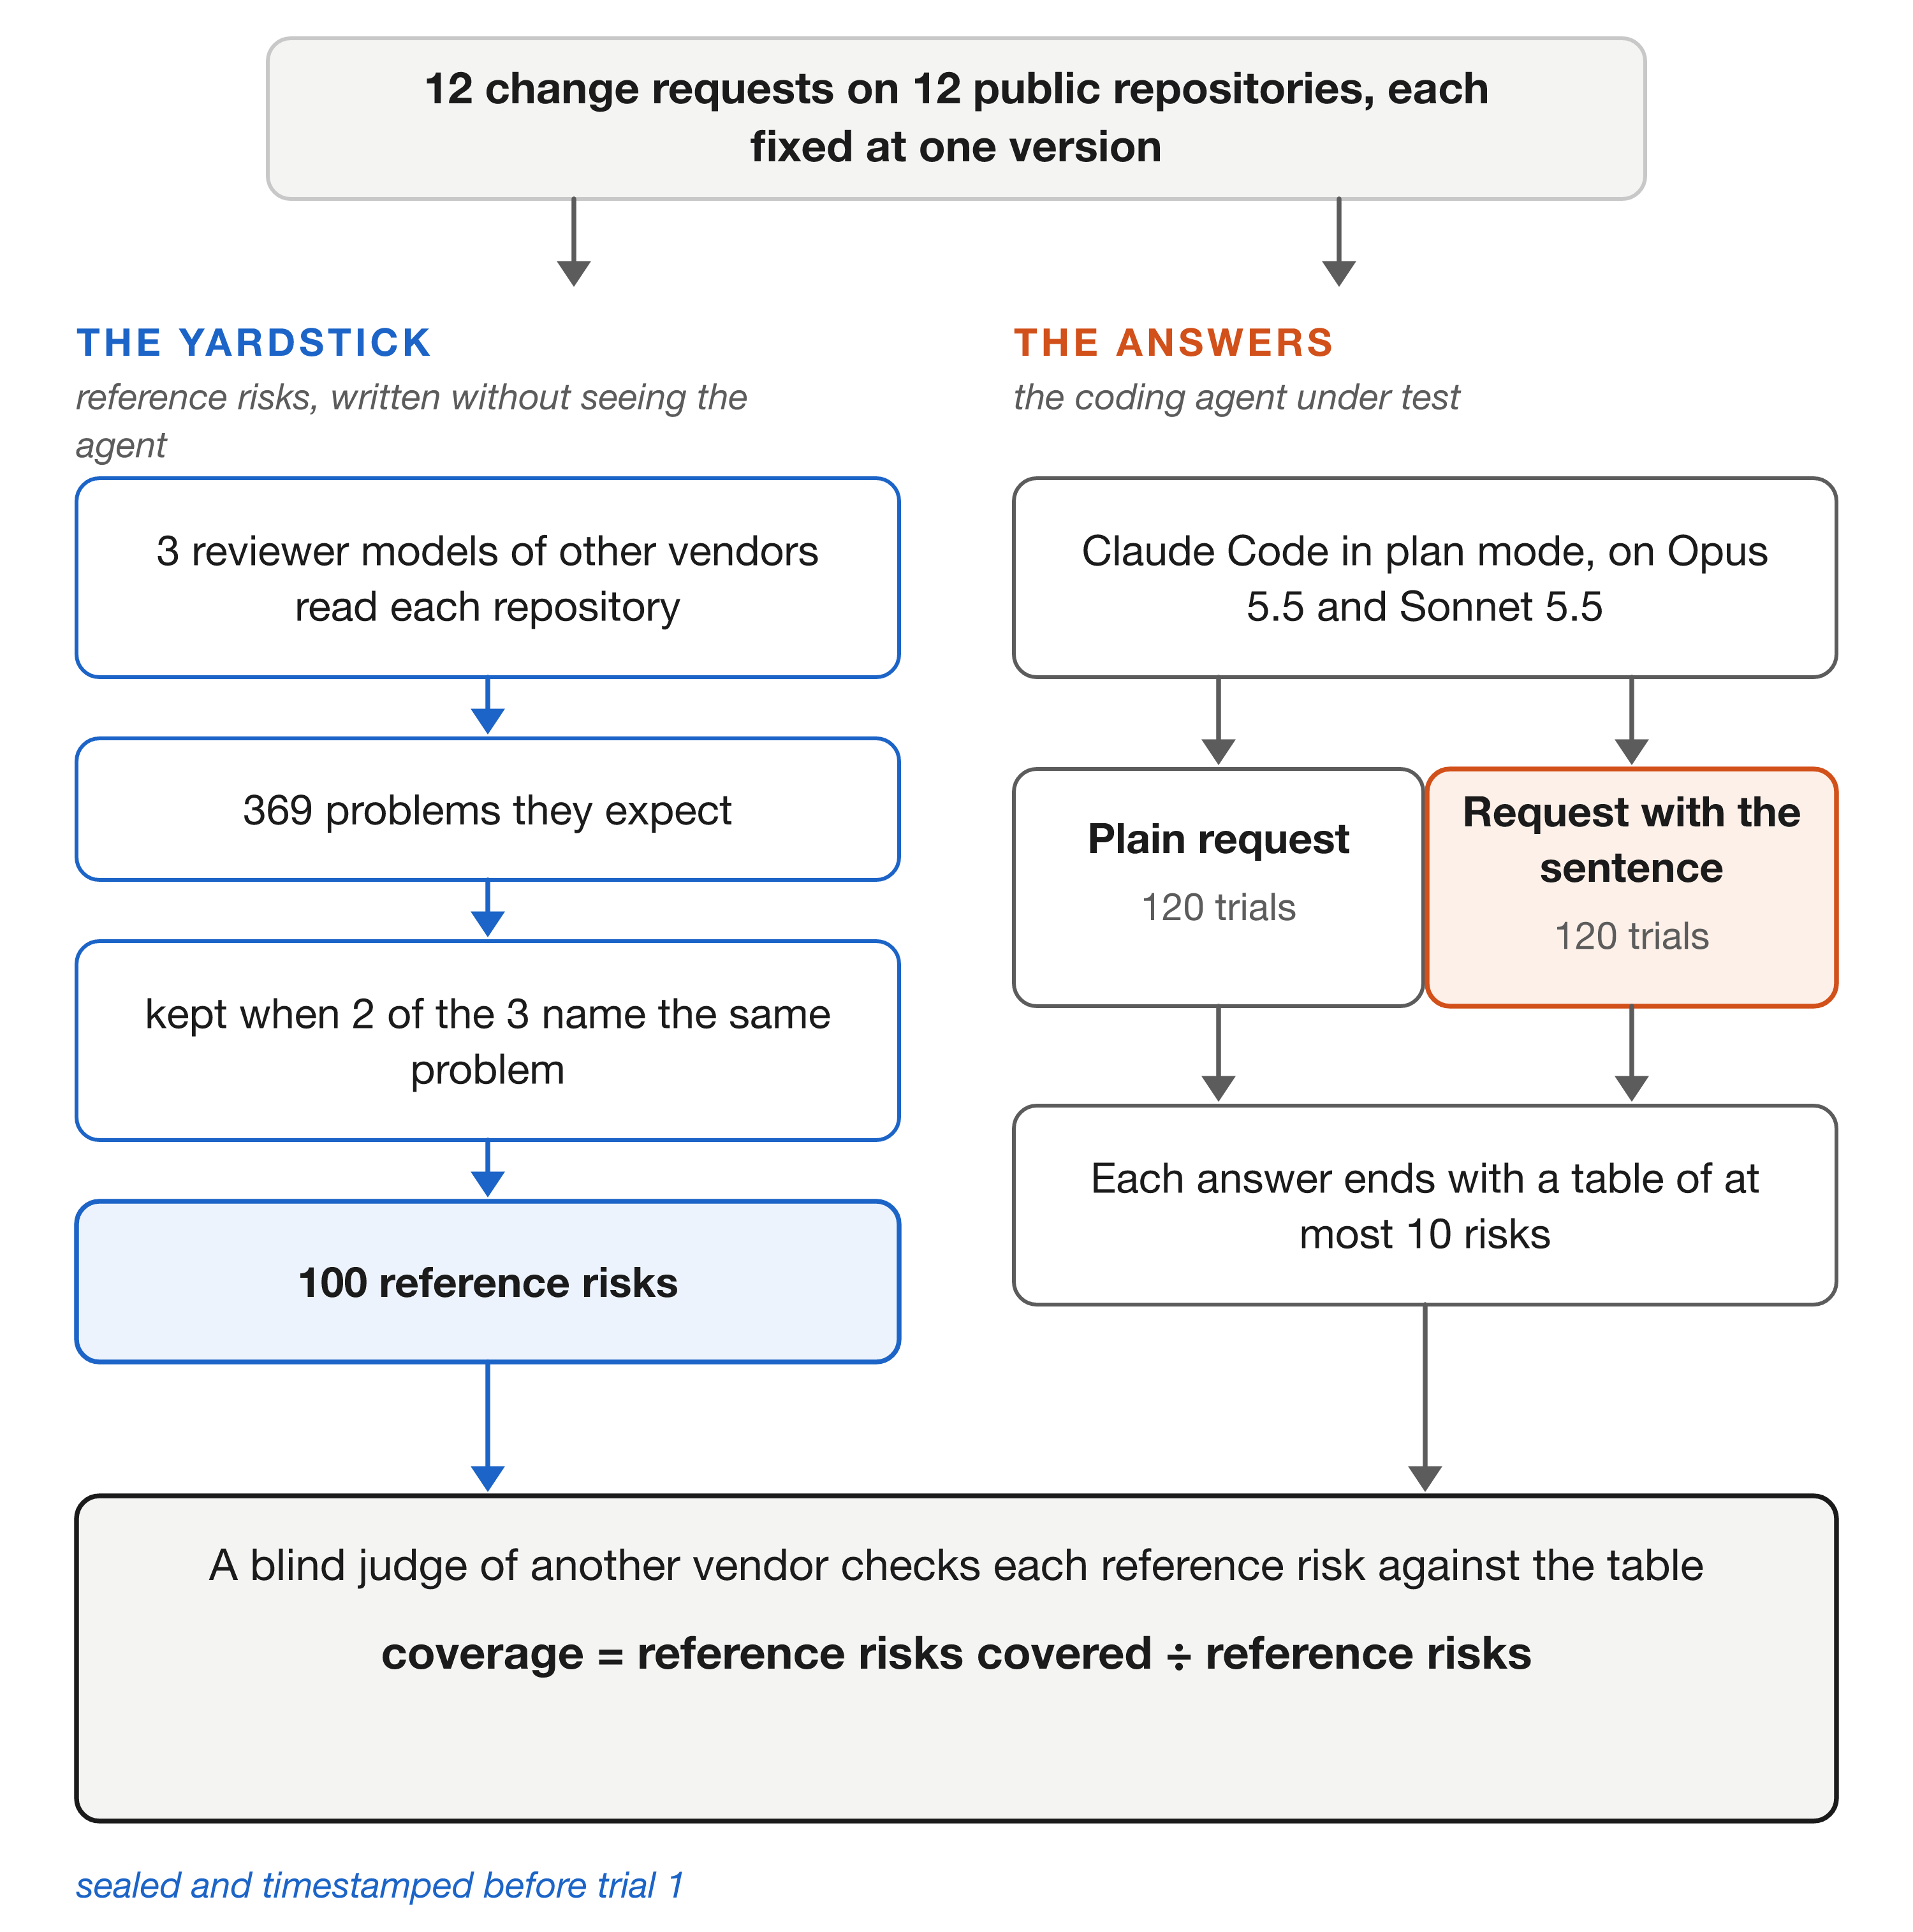 12 change requests on 12 public repositories, each
fixed at one version
THE YARDSTICK
reference risks, written without seeing the
agent
3 reviewer models of other vendors
read each repository
369 problems they expect
kept when 2 of the 3 name the same
problem
100 reference risks
THE ANSWERS
the coding agent under test
Claude Code in plan mode, on Opus
5.5 and Sonnet 5.5
Plain request
120 trials
Request with the
sentence
120 trials
Each answer ends with a table of at
most 10 risks
A blind judge of another vendor checks each reference risk against the table
coverage = reference risks covered ÷ reference risks
sealed and timestamped before trial 1